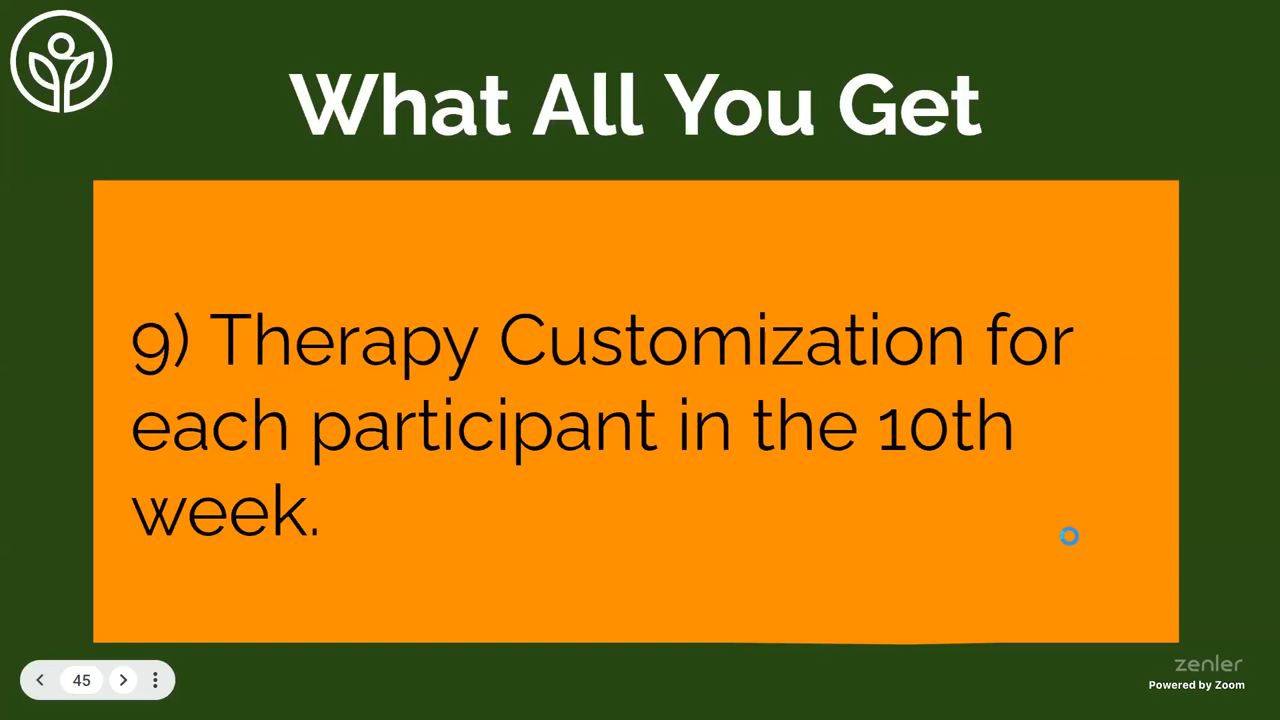 What All You Get
9) Therapy Customization for
each participant in the 10th
week.
45
zenler
Powered by Zoom